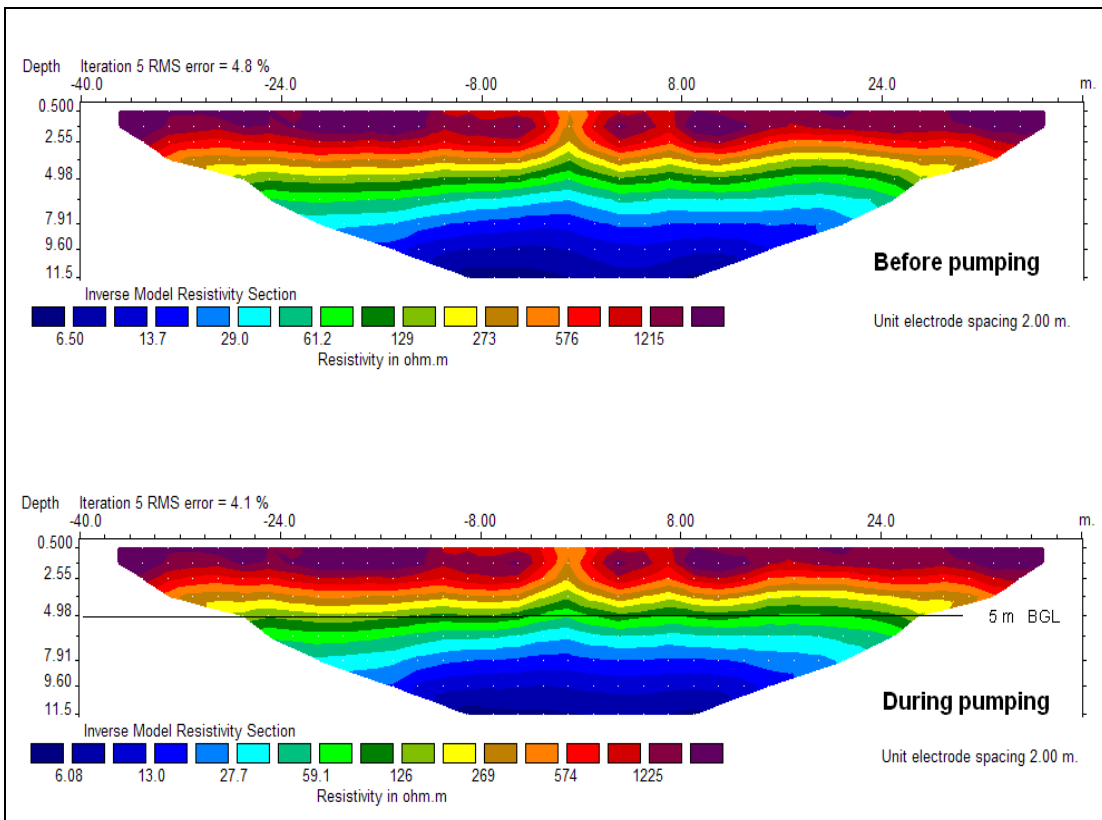 Depth Iteration 5 RMS error = 4.8 %
-40.0 -24.0 -8.00 8.00 24.0 m.
0.500
2.55
4.98
7.91
9.60
11.5
Before pumping
Inverse Model Resistivity Section
Unit electrode spacing 2.00 m.
6.50 13.7 29.0 61.2 129 273 576 1215
Resistivity in ohm.m
Depth Iteration 5 RMS error = 4.1 %
-40.0 -24.0 -8.00 8.00 24.0 m.
0.500
2.55
4.98
5 m BGL
7.91
9.60
11.5
During pumping
Inverse Model Resistivity Section
Unit electrode spacing 2.00 m.
6.08 13.0 27.7 59.1 126 269 574 1225
Resistivity in ohm.m